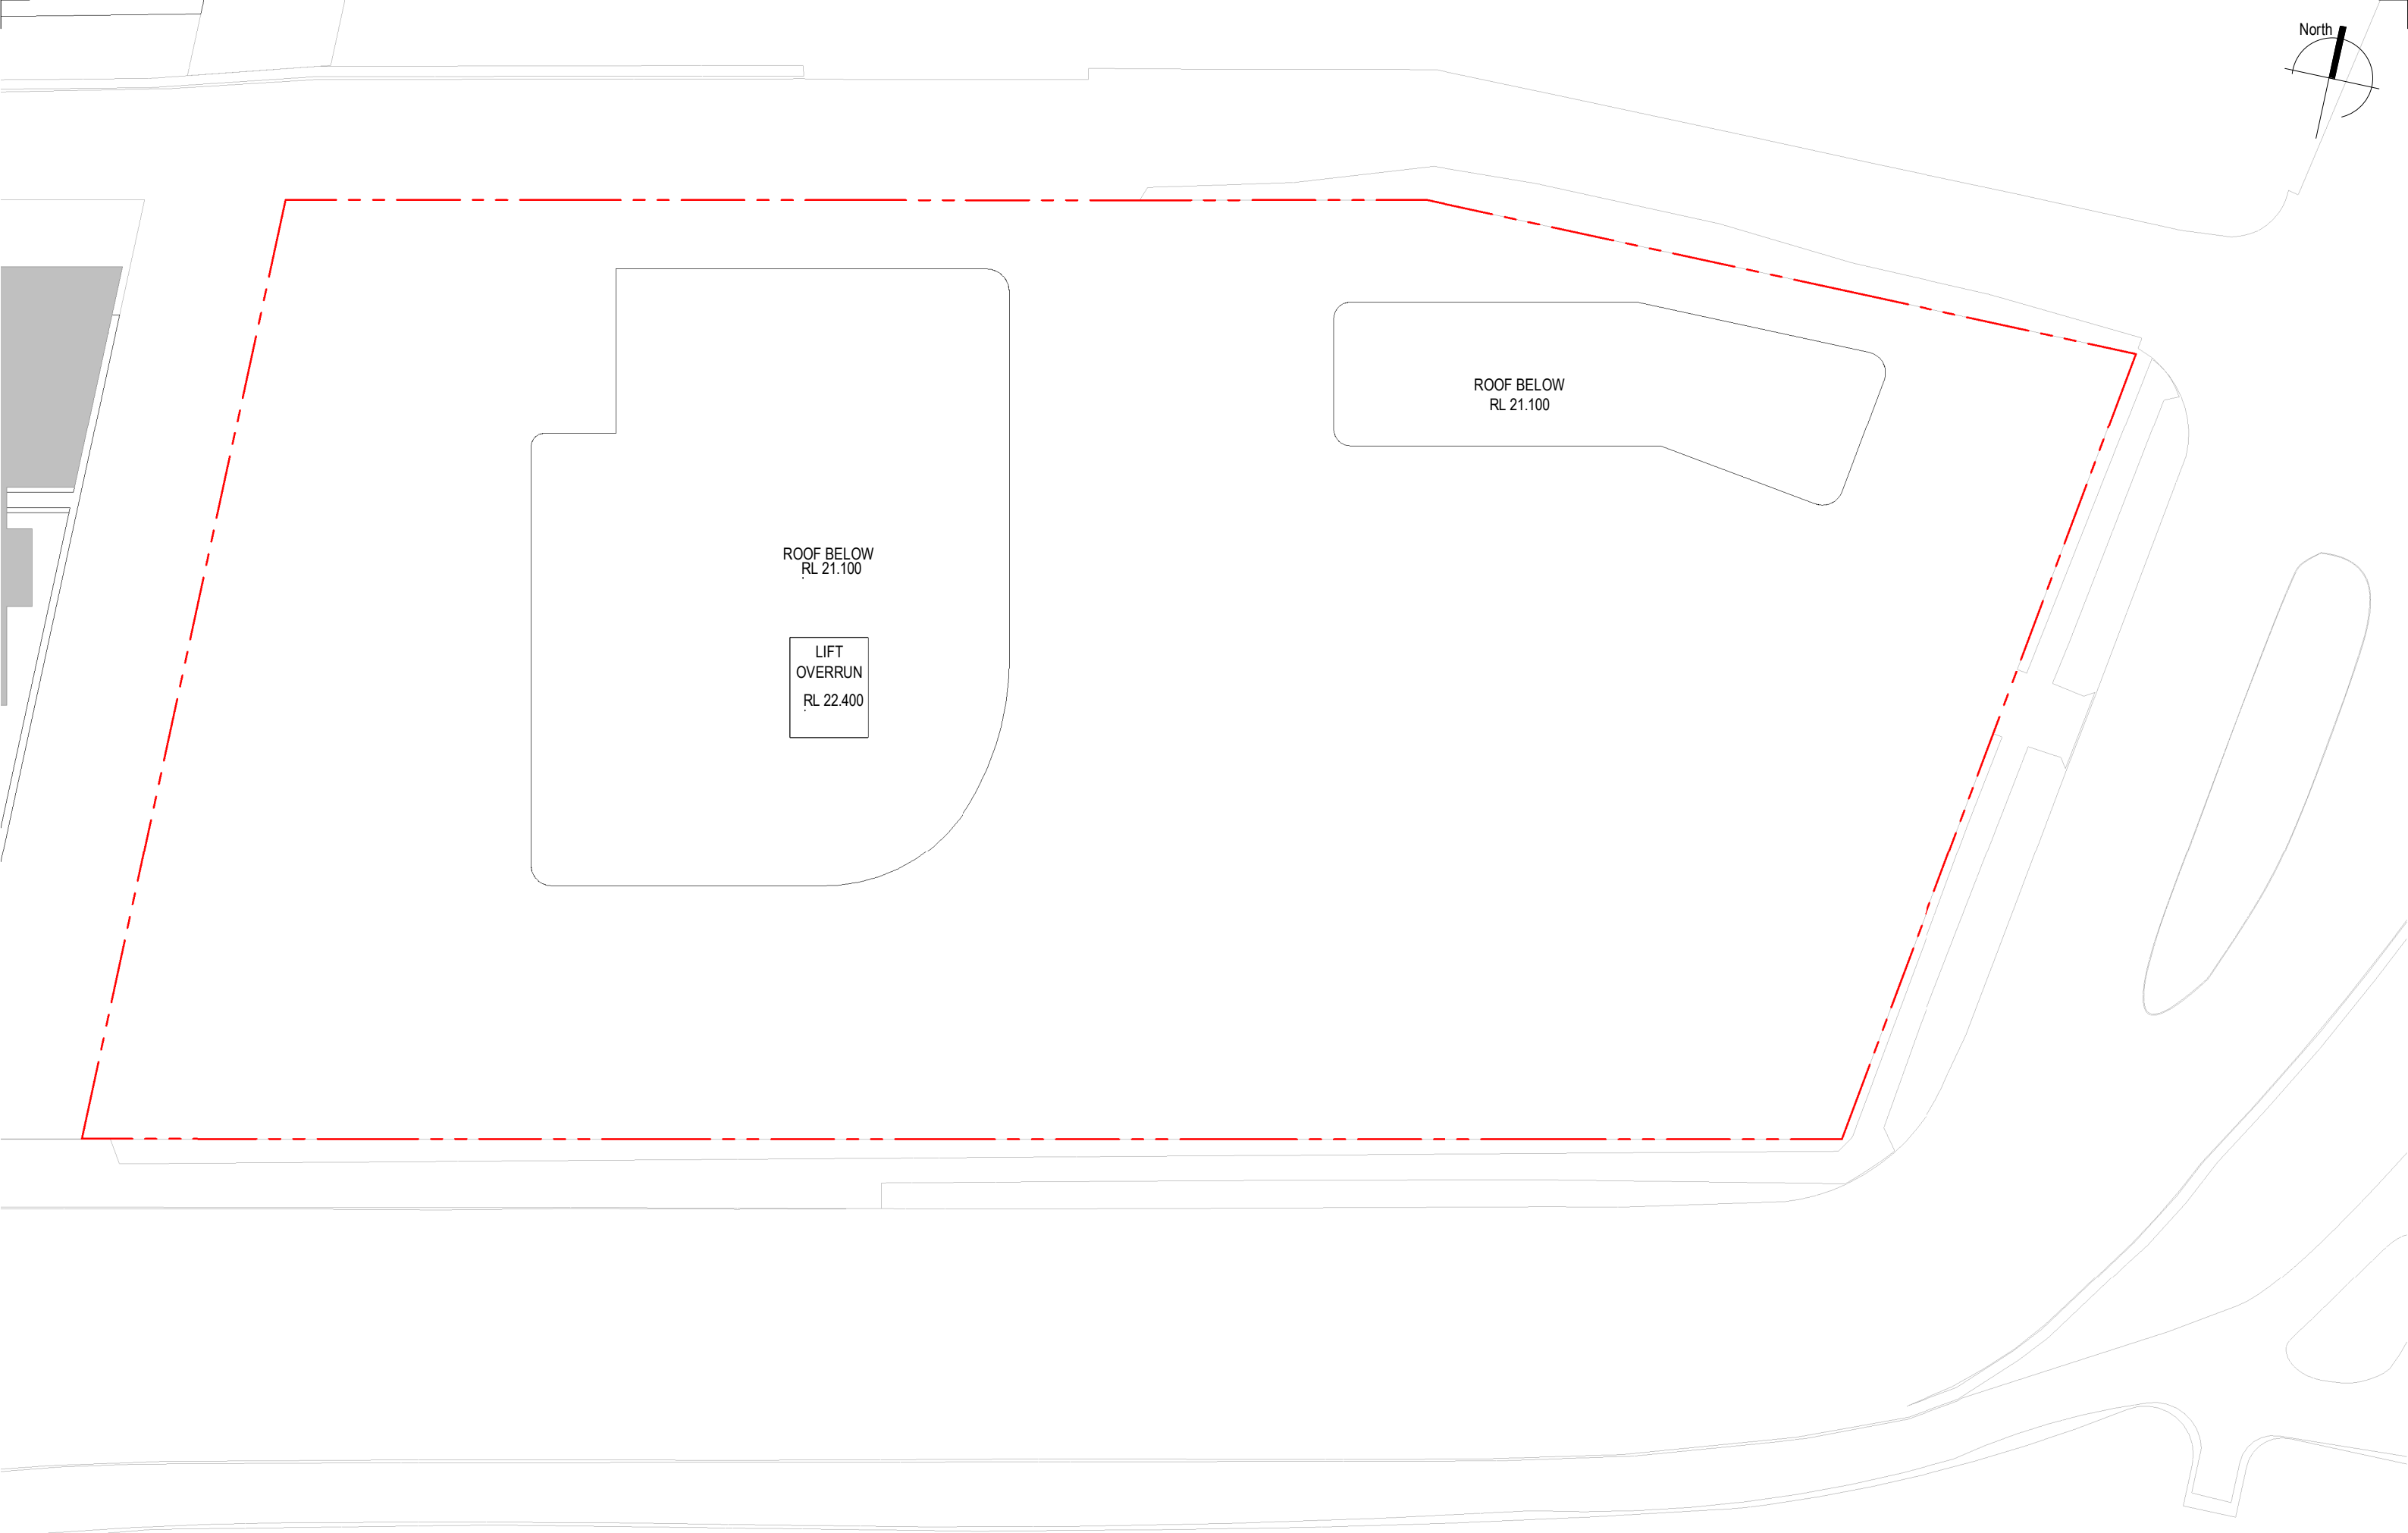 North
ROOF BELOW
RL 21.100
ROOF BELOW
RL 21.100
LIFT
OVERRUN
RL 22.400